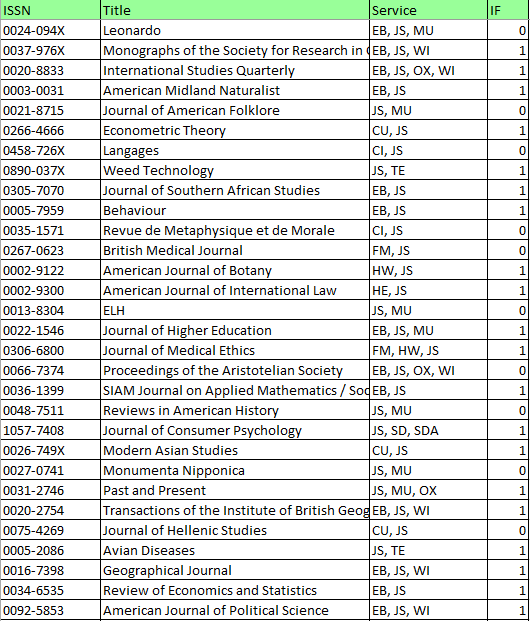 ISSN Title Service IF
0024-094X Leonardo EB, JS, MU 0
0037-976X Monographs of the Society for Research in C EB, JS, WI 1
0020-8833 International Studies Quarterly EB, JS, OX, WI 1
0003-0031 American Midland Naturalist EB, JS 1
0021-8715 Journal of American Folklore JS, MU 0
0266-4666 Econometric Theory CU, JS 1
0458-726X Langages CI, JS 0
0890-037X Weed Technology JS, TE 1
0305-7070 Journal of Southern African Studies EB, JS 1
0005-7959 Behaviour EB, JS 1
0035-1571 Revue de Metaphysique et de Morale CI, JS 0
0267-0623 British Medical Journal FM, JS 0
0002-9122 American Journal of Botany HW, JS 1
0002-9300 American Journal of International Law HE, JS 1
0013-8304 ELH JS, MU 0
0022-1546 Journal of Higher Education EB, JS, MU 1
0306-6800 Journal of Medical Ethics FM, HW, JS 1
0066-7374 Proceedings of the Aristotelian Society EB, JS, OX, WI 0
0036-1399 SIAM Journal on Applied Mathematics / Soc EB, JS 1
0048-7511 Reviews in American History JS, MU 0
1057-7408 Journal of Consumer Psychology JS, SD, SDA 1
0026-749X Modern Asian Studies CU, JS 1
0027-0741 Monumenta Nipponica JS, MU 0
0031-2746 Past and Present JS, MU, OX 1
0020-2754 Transactions of the Institute of British Geog EB, JS, WI 1
0075-4269 Journal of Hellenic Studies CU, JS 0
0005-2086 Avian Diseases JS, TE 1
0016-7398 Geographical Journal EB, JS, WI 1
0034-6535 Review of Economics and Statistics EB, JS 1
0092-5853 American Journal of Political Science EB, JS, WI 1